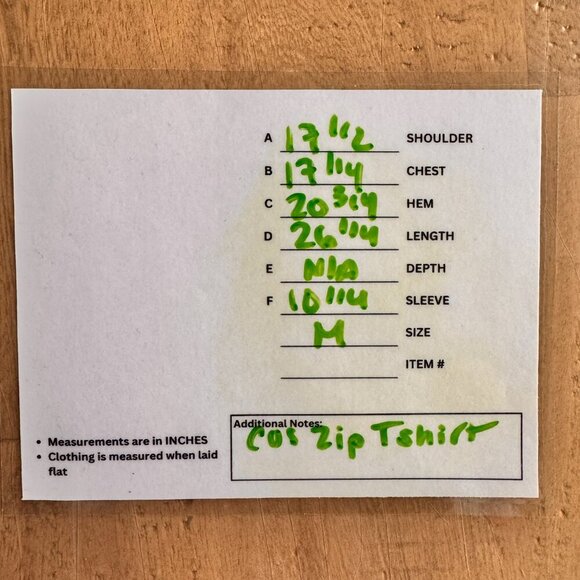 A 17 1/2 SHOULDER
B 17 1/4 CHEST
C 20 3/4 HEM
D 26 1/4 LENGTH
E N/A DEPTH
F 10 1/4 SLEEVE
M SIZE
ITEM #
Additional Notes:
COS Zip Tshirt
• Measurements are in INCHES
• Clothing is measured when laid
flat